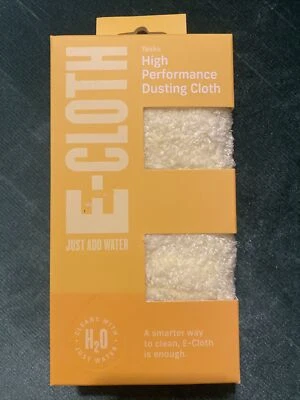 E-CLOTH
JUST ADD WATER
High
Performance
Dusting Cloth
CLEANS WITH
H2O
JUST WATER
A smarter way
to clean, E-Cloth
is enough.